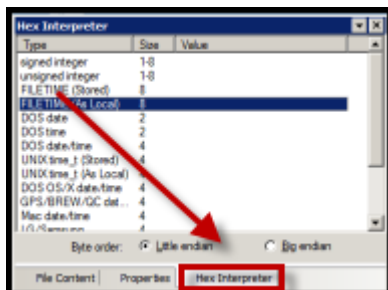 Hex Interpreter
Type Size Value
signed integer 1-8
unsigned integer 1-8
FILETIME (Stored) 8
FILETIME (As Local) 8
DOS date 2
DOS time 2
DOS date/time 4
UNIX time_t (Stored) 4
UNIX time_t (As Local) 4
DOS OS/X date/time 4
GPS/BREW/QC dat... 4
Mac date/time 4
Byte order: Little endian Big endian
File Content Properties Hex Interpreter